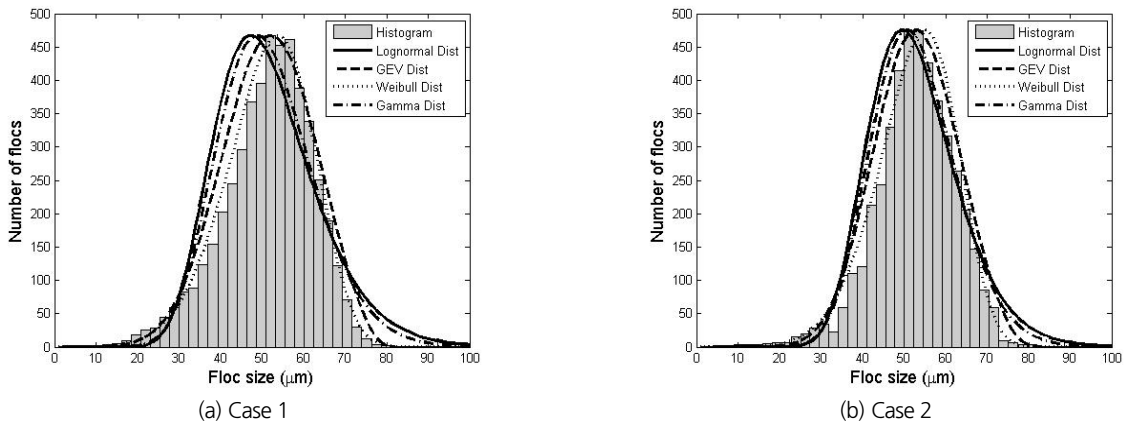 500
450
400
350
300
250
200
150
100
50
0
Number of flocs
0 10 20 30 40 50 60 70 80 90 100
Floc size (μm)
Histogram
Lognormal Dist
GEV Dist
Weibull Dist
Gamma Dist
(a) Case 1
500
450
400
350
300
250
200
150
100
50
0
Number of flocs
0 10 20 30 40 50 60 70 80 90 100
Floc size (μm)
Histogram
Lognormal Dist
GEV Dist
Weibull Dist
Gamma Dist
(b) Case 2